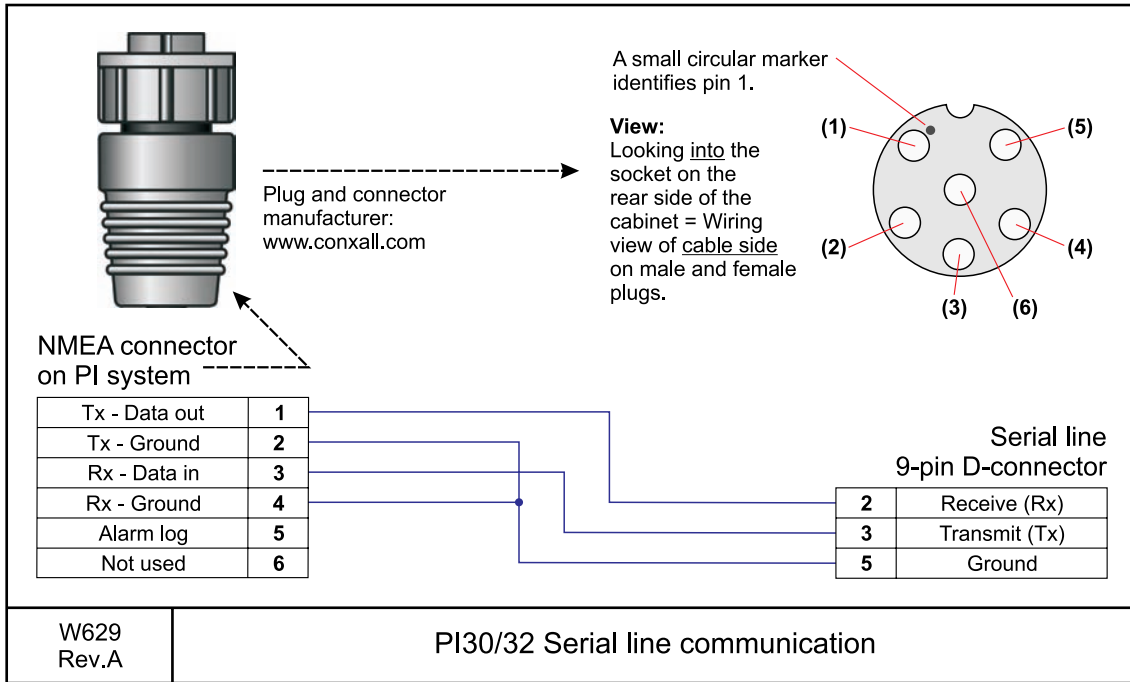 A small circular marker
identifies pin 1.
View:
Looking into the
socket on the
rear side of the
cabinet = Wiring
view of cable side
on male and female
plugs.
(1)
(5)
(2)
(4)
(3)
(6)
Plug and connector
manufacturer:
www.conxall.com
NMEA connector
on PI system
Tx - Data out 1
Tx - Ground 2
Rx - Data in 3
Rx - Ground 4
Alarm log 5
Not used 6
Serial line
9-pin D-connector
2 Receive (Rx)
3 Transmit (Tx)
5 Ground
W629
Rev.A
PI30/32 Serial line communication